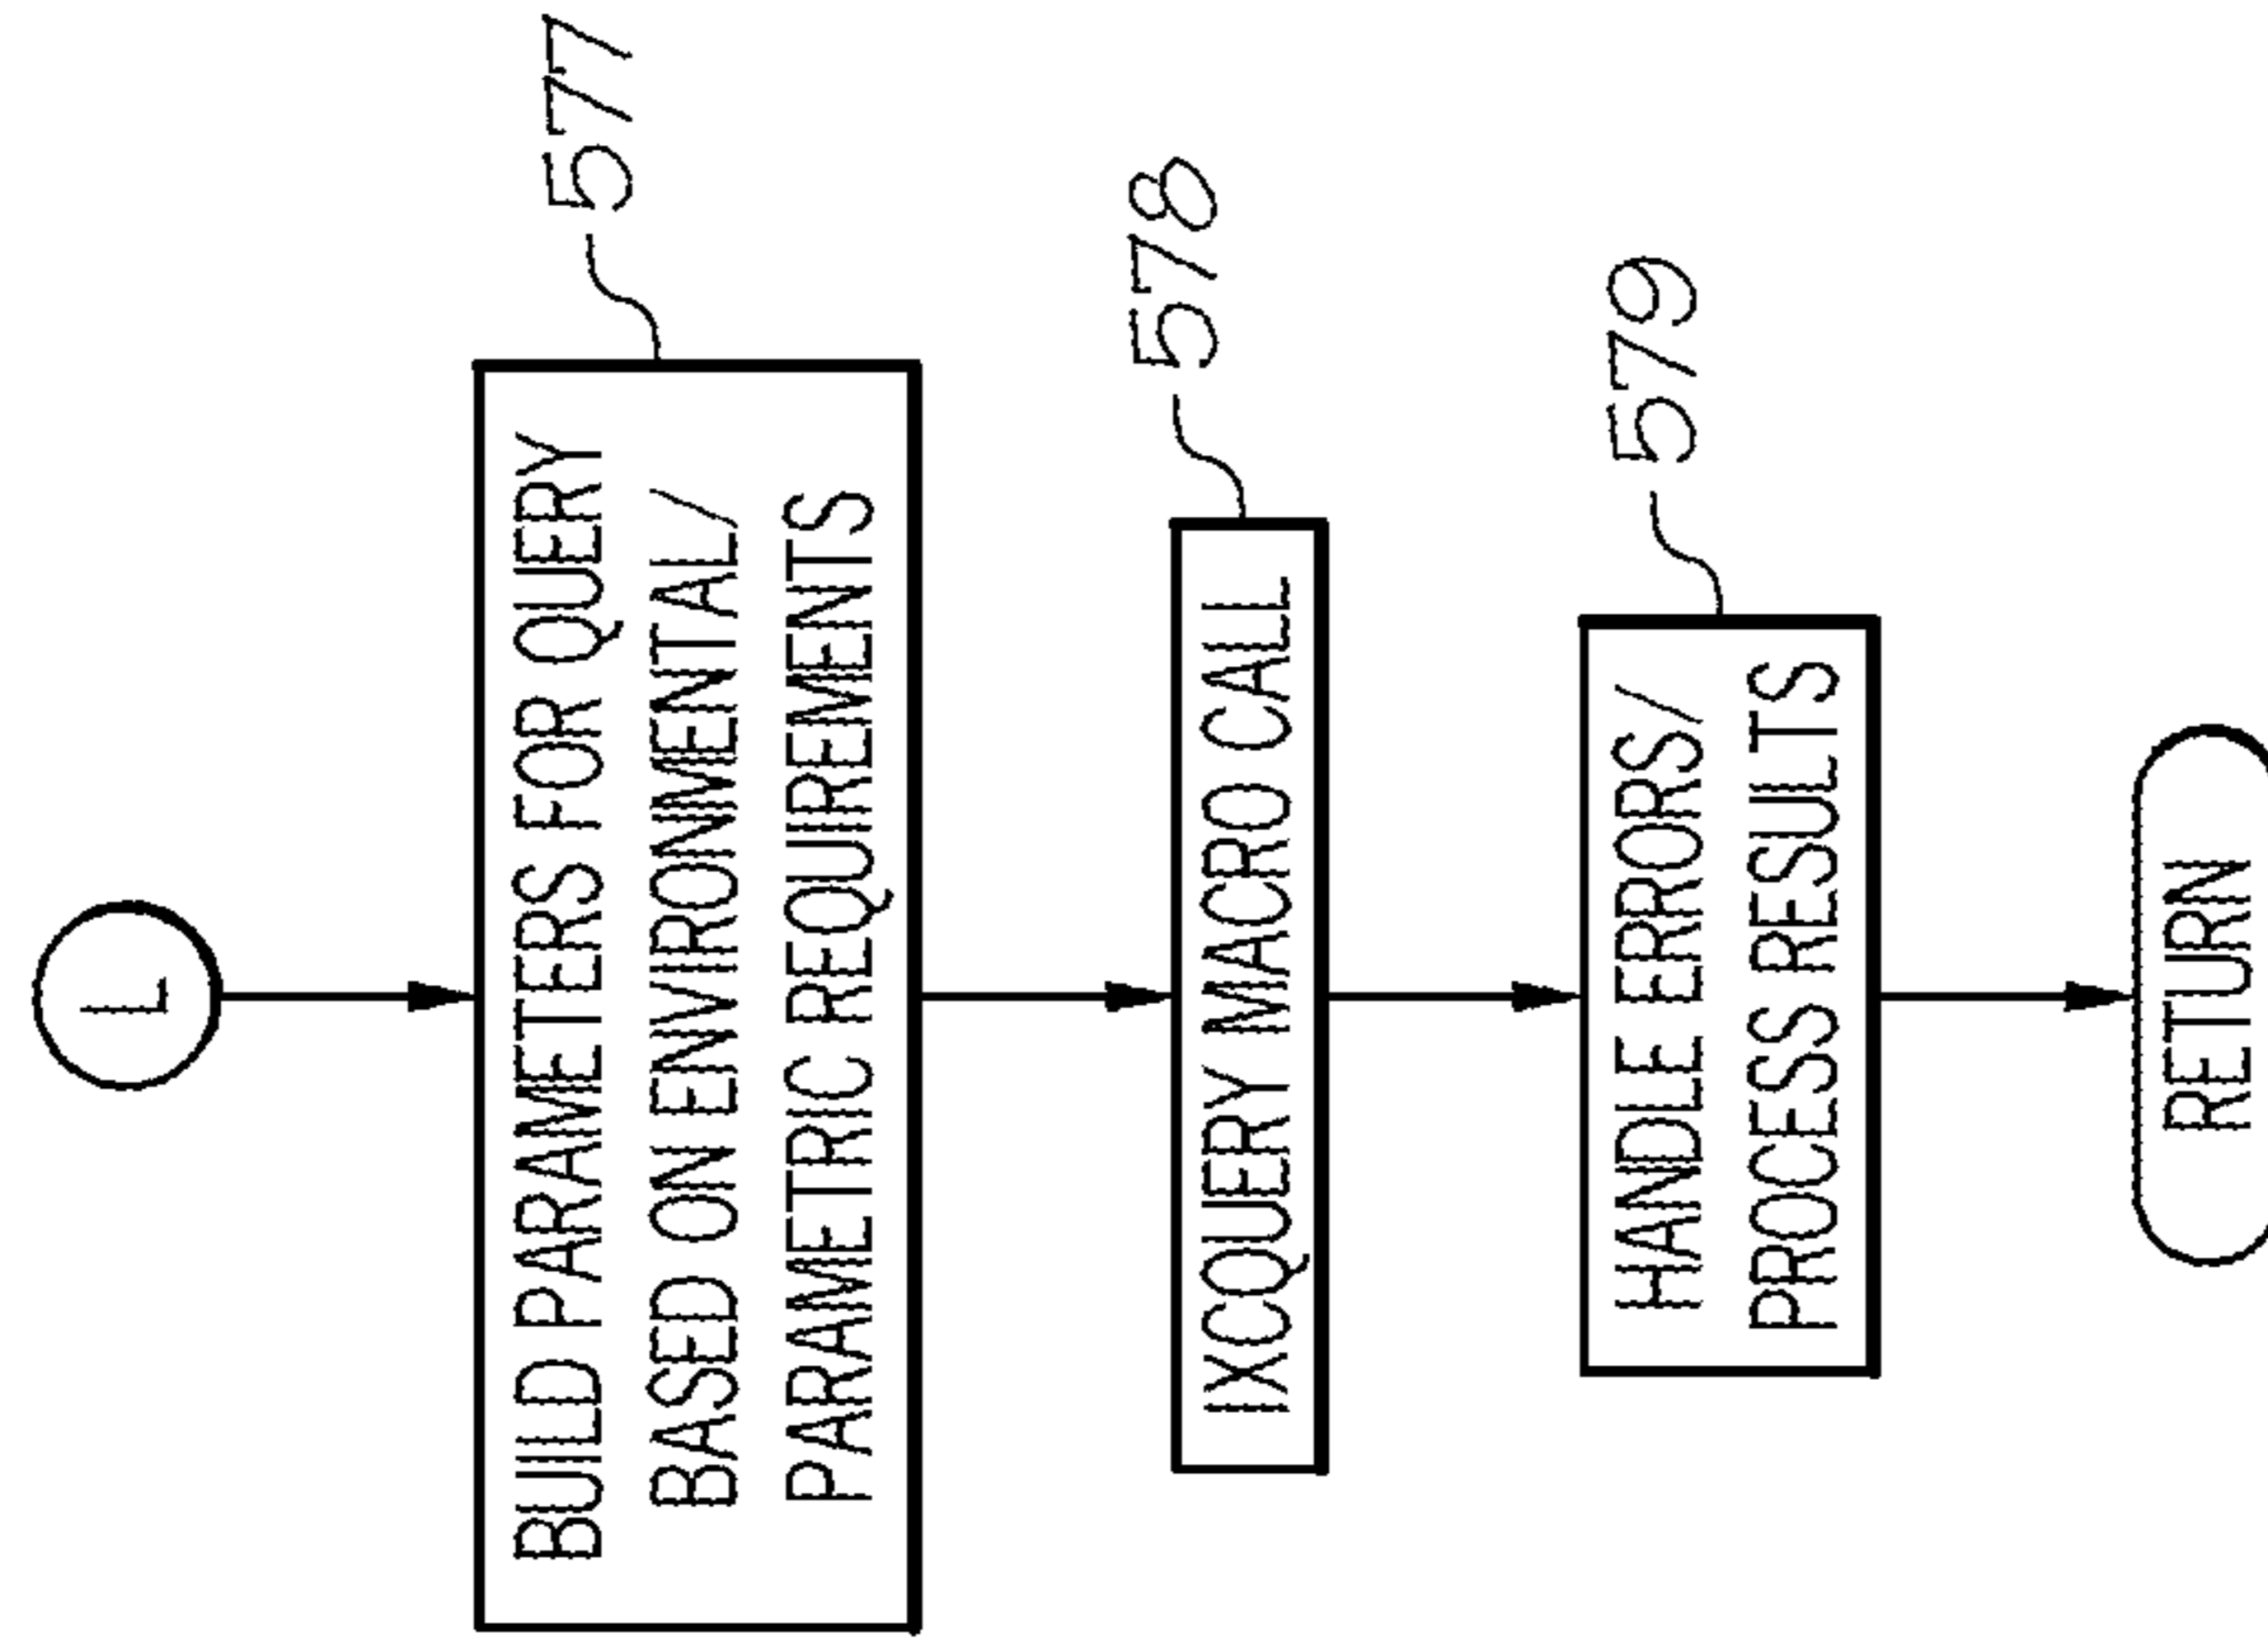 L
577
BUILD PARAMETERS FOR QUERY
BASED ON ENVIRONMENTAL/
PARAMETRIC REQUIREMENTS
578
IXCQUERY MACRO CALL
579
HANDLE ERRORS/
PROCESS RESULTS
RETURN